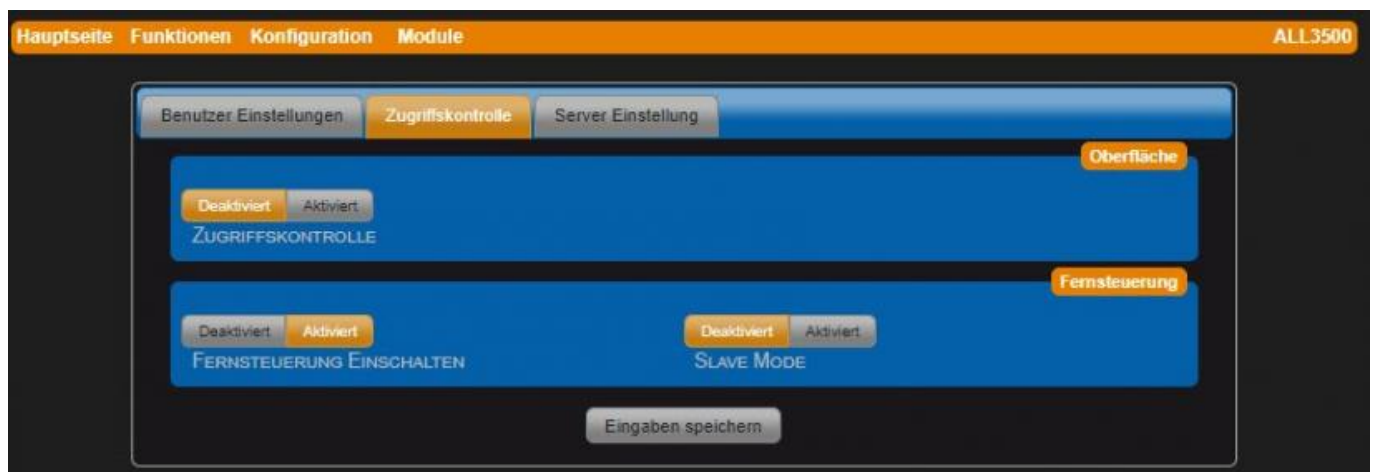 Hauptseite Funktionen Konfiguration Module ALL3500
Benutzer Einstellungen Zugriffskontrolle Server Einstellung
Oberfläche
Deaktiviert Aktiviert
ZUGRIFFSKONTROLLE
Fernsteuerung
Deaktiviert Aktiviert Deaktiviert Aktiviert
FERNSTEUERUNG EINSCHALTEN SLAVE MODE
Eingaben speichern